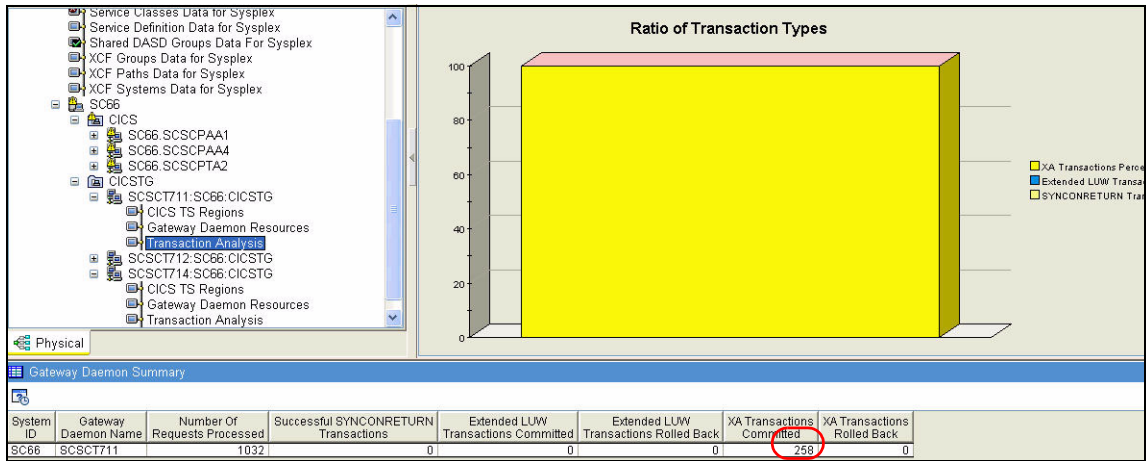 Service Classes Data for Sysplex
Service Definition Data for Sysplex
Shared DASD Groups Data For Sysplex
XCF Groups Data for Sysplex
XCF Paths Data for Sysplex
XCF Systems Data for Sysplex
SC66
CICS
SC66.SCSCPAA1
SC66.SCSCPAA4
SC66.SCSCPTA2
CICSTG
SCSCT711:SC66:CICSTG
CICS TS Regions
Gateway Daemon Resources
Transaction Analysis
SCSCT712:SC66:CICSTG
SCSCT714:SC66:CICSTG
CICS TS Regions
Gateway Daemon Resources
Transaction Analysis
Physical
Ratio of Transaction Types
100
80
60
40
20
0
XA Transactions Perce
Extended LUW Transa
SYNCONRETURN Tran
Gateway Daemon Summary
System ID Gateway Daemon Name Number Of Requests Processed Successful SYNCONRETURN Transactions Extended LUW Transactions Committed Extended LUW Transactions Rolled Back XA Transactions Committed XA Transactions Rolled Back
SC66 SCSCT711 1032 0 0 0 258 0